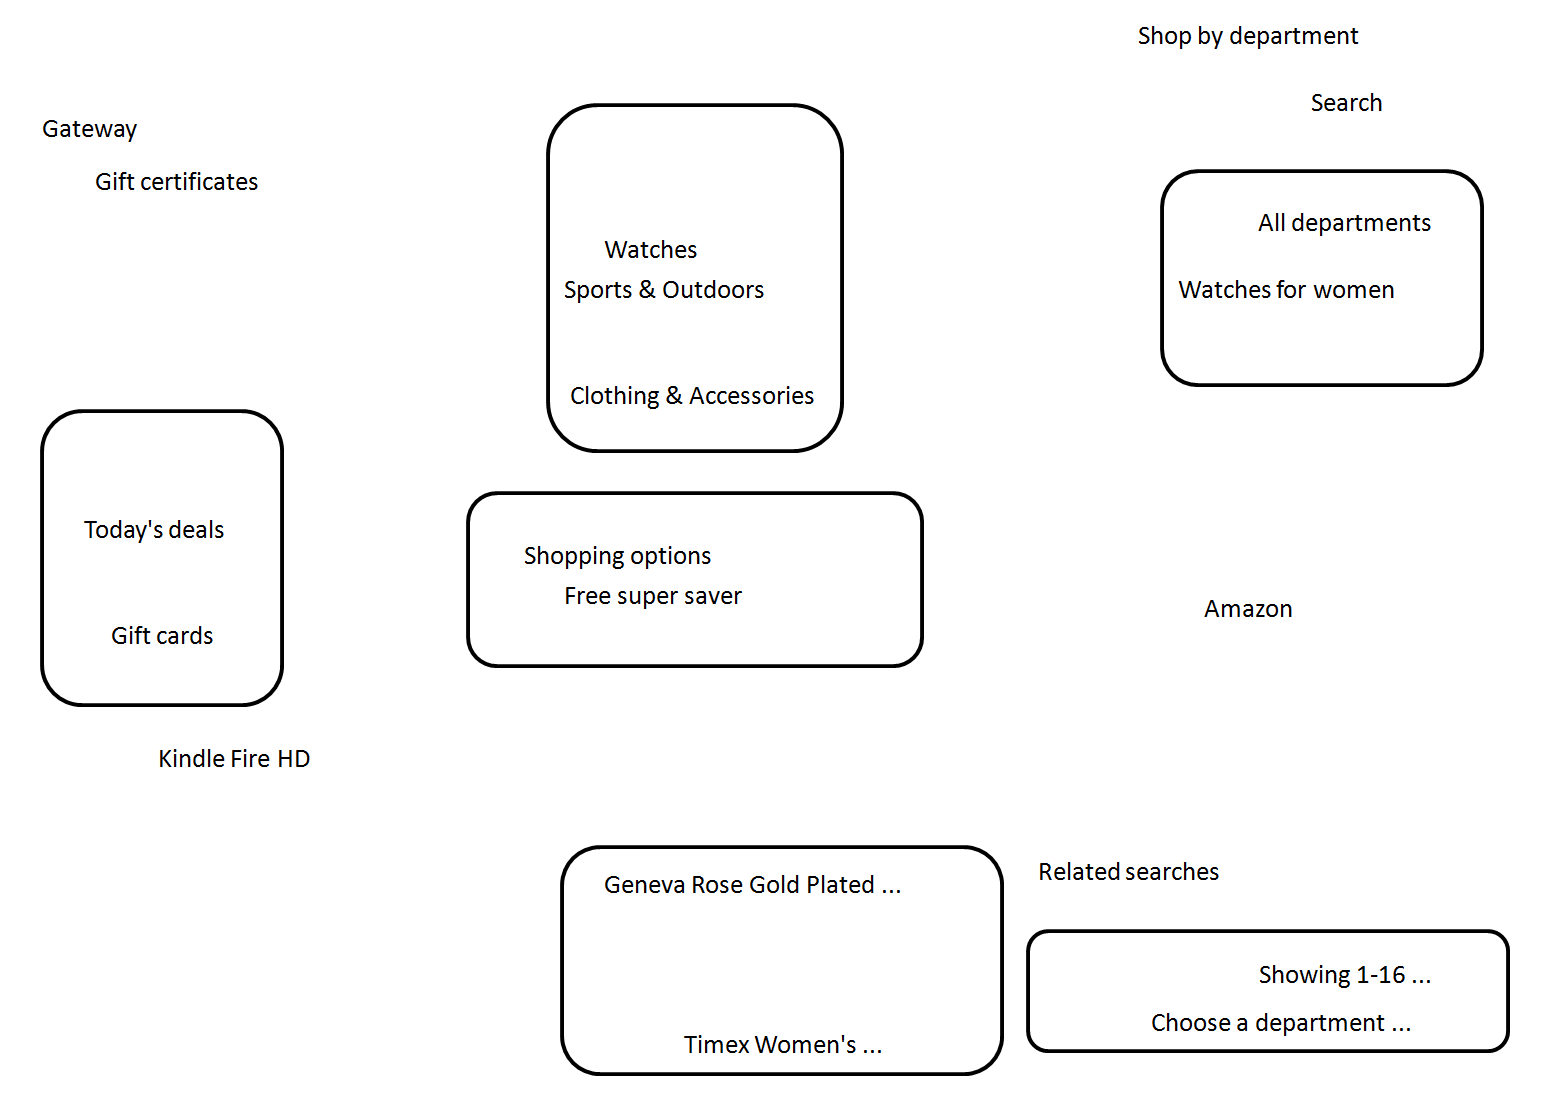 Shop by department
Search
Gateway
Gift certificates
Watches
Sports & Outdoors
Clothing & Accessories
All departments
Watches for women
Today's deals
Gift cards
Shopping options
Free super saver
Amazon
Kindle Fire HD
Geneva Rose Gold Plated ...
Timex Women's ...
Related searches
Showing 1-16 ...
Choose a department ...